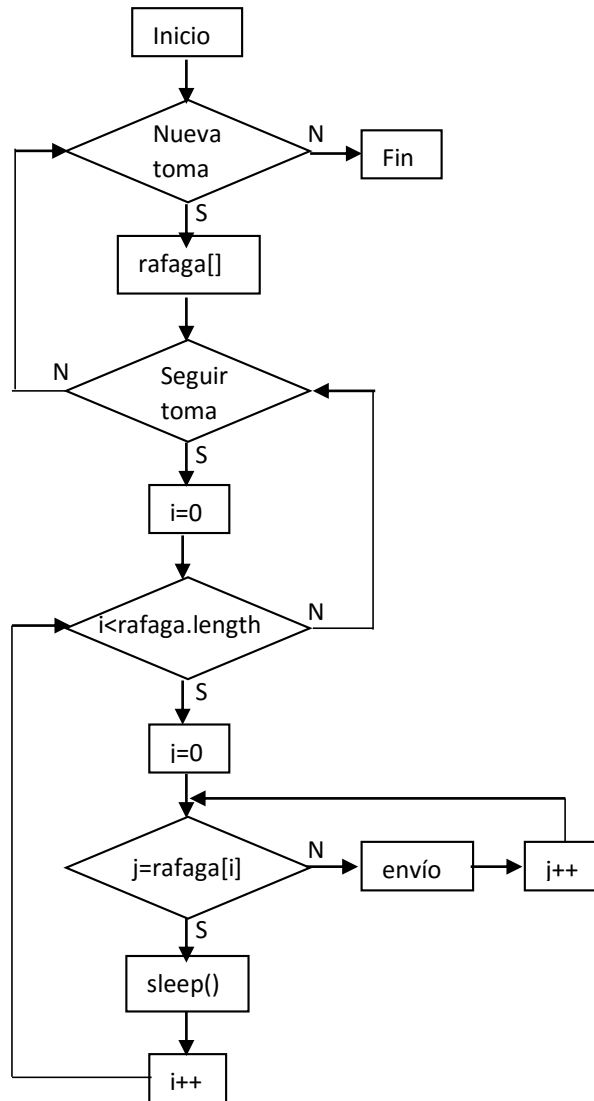 Inicio
Nueva
toma
N
Fin
S
rafaga[]
N
Seguir
toma
S
i=0
i<rafaga.length
N
S
j=0
j=rafaga[i]
N
envío
j++
S
sleep()
i++